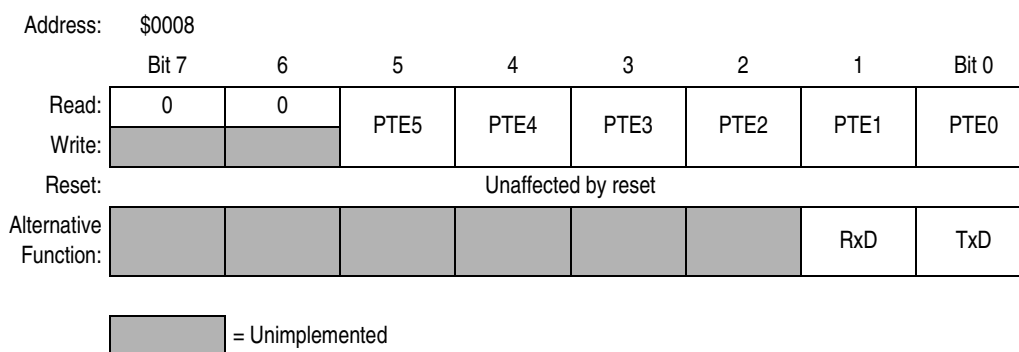 Address: $0008
Bit 7 6 5 4 3 2 1 Bit 0
Read: 0 0 PTE5 PTE4 PTE3 PTE2 PTE1 PTE0
Write:
Reset: Unaffected by reset
Alternative Function: RxD TxD
= Unimplemented